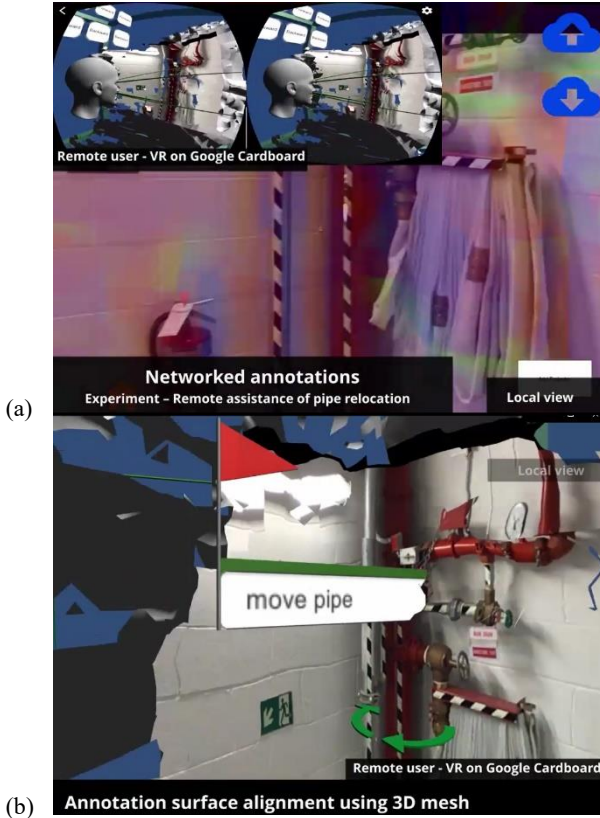 Remote user - VR on Google Cardboard
Networked annotations
Experiment – Remote assistance of pipe relocation
Local view
(a)
Local view
move pipe
Remote user - VR on Google Cardboard
(b)
Annotation surface alignment using 3D mesh